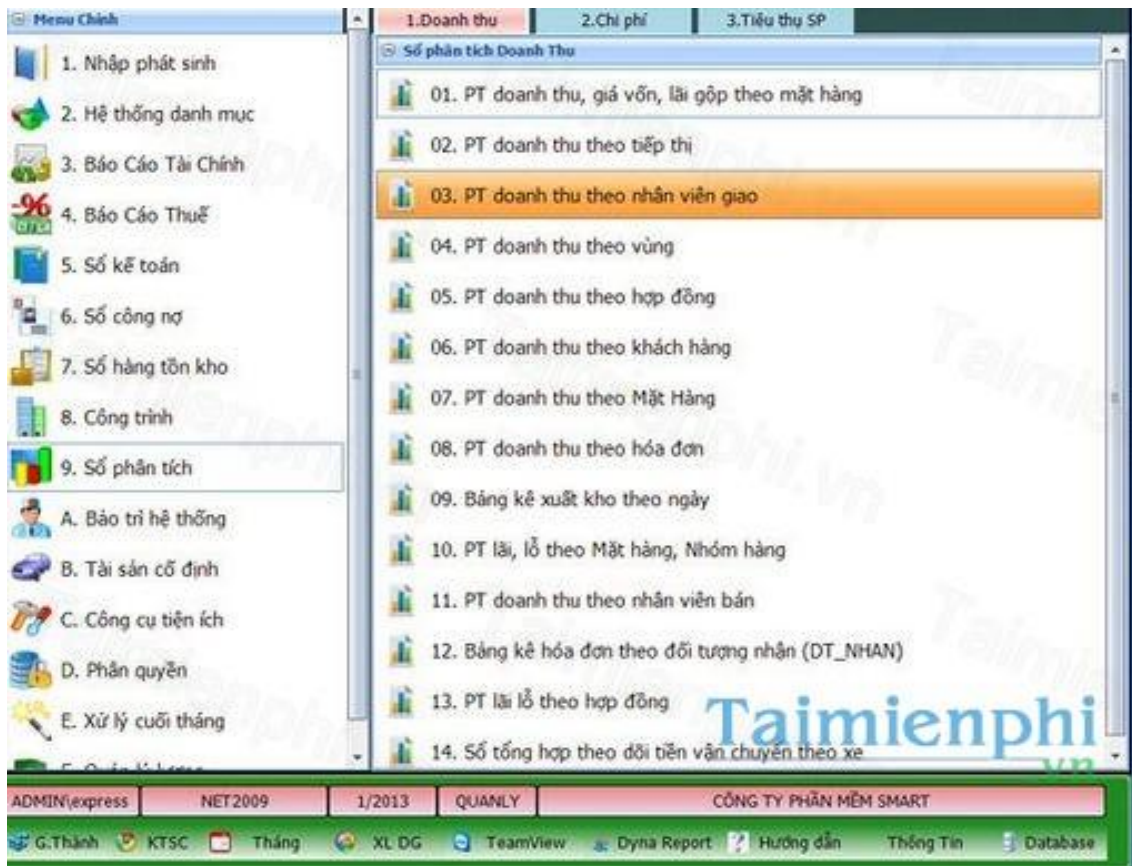 Menu Chính
1. Nhập phát sinh
2. Hệ thống danh mục
3. Báo Cáo Tài Chính
4. Báo Cáo Thuế
5. Sổ kế toán
6. Sổ công nợ
7. Sổ hàng tồn kho
8. Công trình
9. Sổ phân tích
A. Bảo trì hệ thống
B. Tài sản cố định
C. Công cụ tiện ích
D. Phân quyền
E. Xử lý cuối tháng
1.Doanh thu 2.Chi phí 3.Tiêu thụ SP
Sổ phân tích Doanh Thu
01. PT doanh thu, giá vốn, lãi gộp theo mặt hàng
02. PT doanh thu theo tiếp thị
03. PT doanh thu theo nhân viên giao
04. PT doanh thu theo vùng
05. PT doanh thu theo hợp đồng
06. PT doanh thu theo khách hàng
07. PT doanh thu theo Mặt Hàng
08. PT doanh thu theo hóa đơn
09. Bảng kê xuất kho theo ngày
10. PT lãi, lỗ theo Mặt hàng, Nhóm hàng
11. PT doanh thu theo nhân viên bán
12. Bảng kê hóa đơn theo đối tượng nhận (DT_NHAN)
13. PT lãi lỗ theo hợp đồng
14. Sổ tổng hợp theo dõi tiền vận chuyển theo xe
Taimienphi
.vn
ADMIN\express NET2009 1/2013 QUANLY CÔNG TY PHẦN MỀM SMART
G.Thành KTSC Tháng XL DG TeamView Dyna Report Hướng dẫn Thông Tin Database